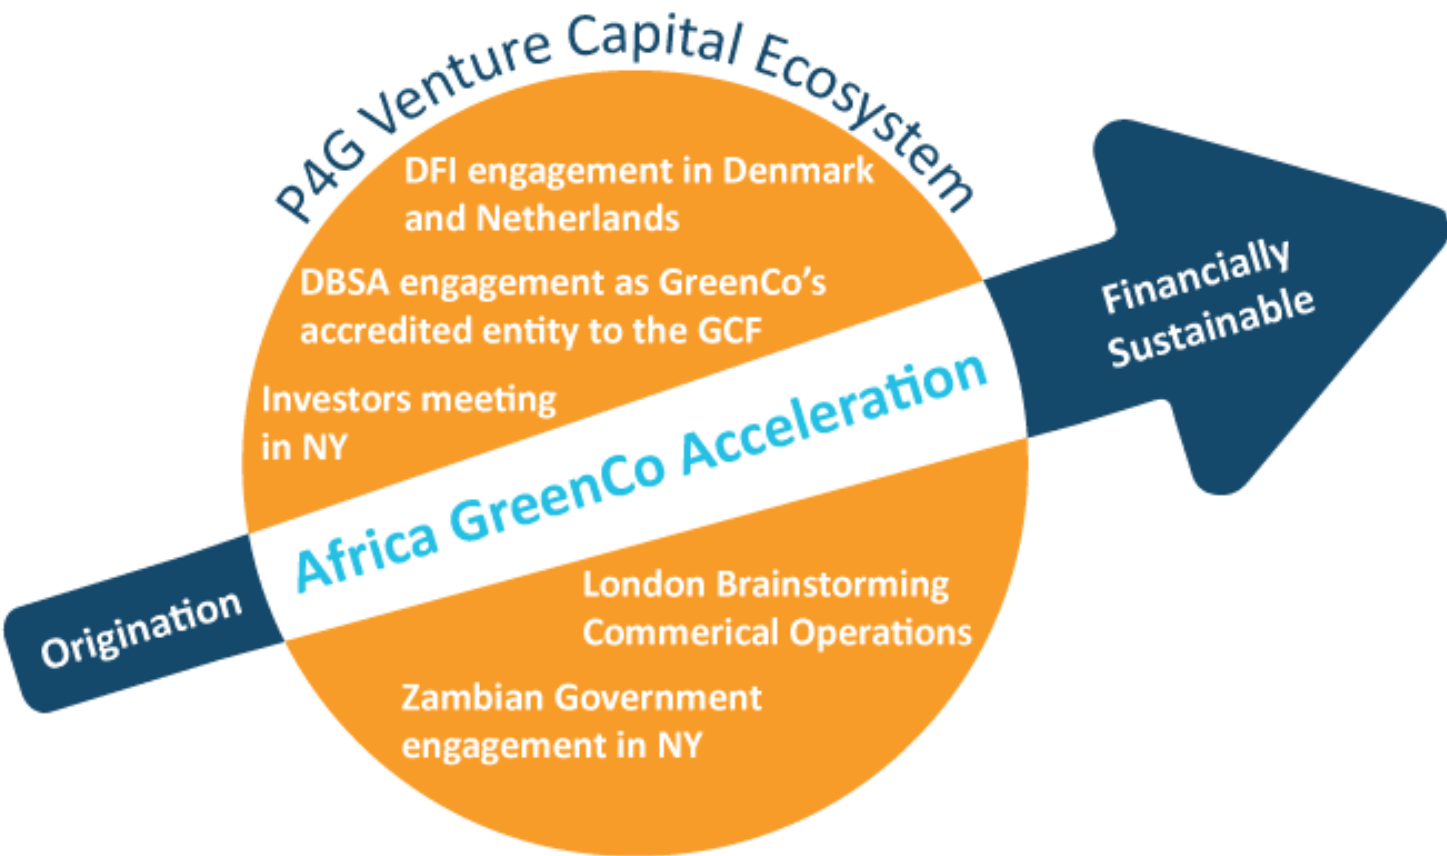 P4G Venture Capital Ecosystem
DFI engagement in Denmark
and Netherlands
DBSA engagement as GreenCo’s
accredited entity to the GCF
Investors meeting
in NY
Africa GreenCo Acceleration
Financially
Sustainable
Origination
London Brainstorming
Commerical Operations
Zambian Government
engagement in NY